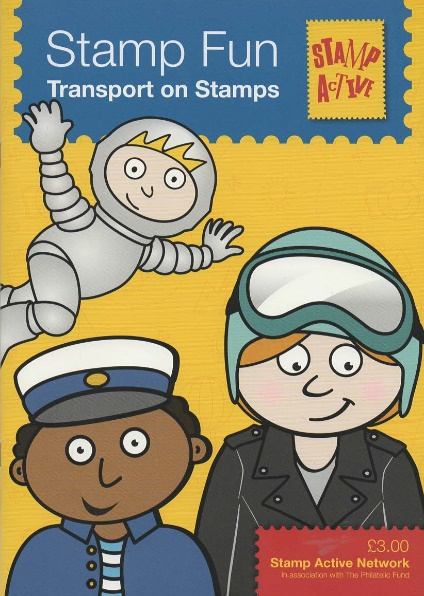 Stamp Fun
Transport on Stamps
STAMP
AcTIVE
£3.00
Stamp Active Network
In association with The Philatelic Fund